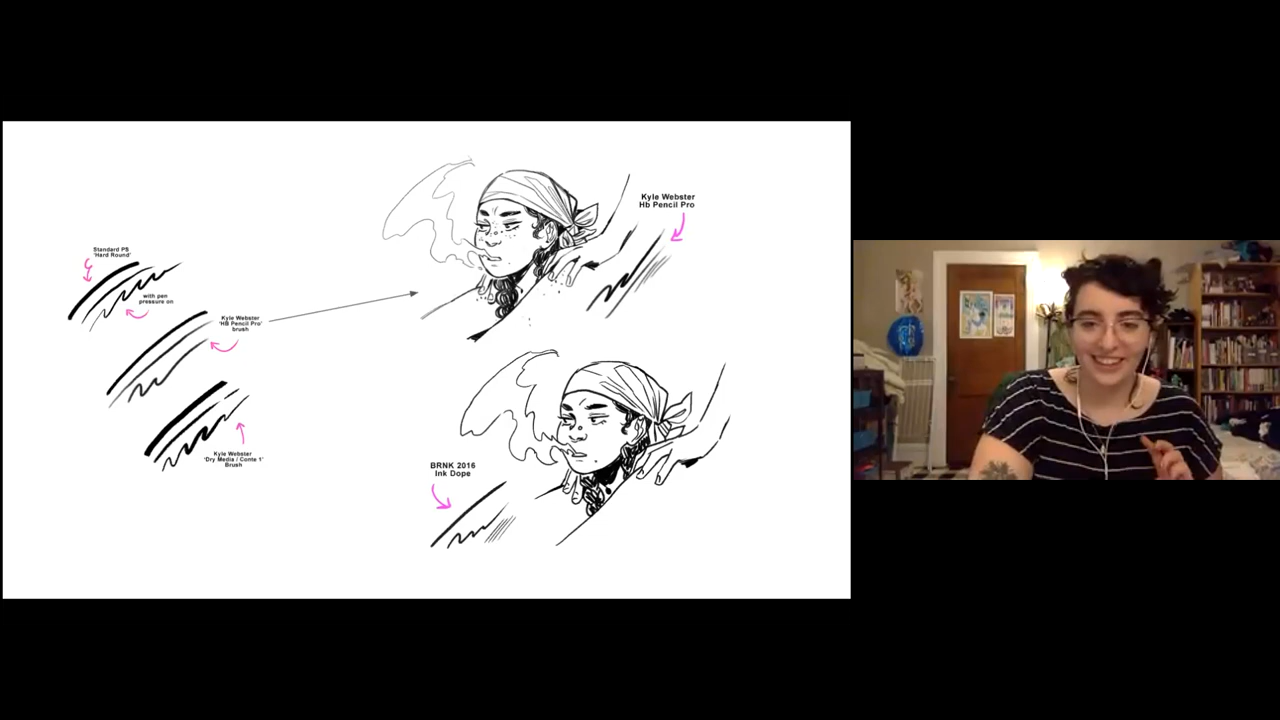 Standard PS
'Hard Round'
with pen
pressure on
Kyle Webster
'HB Pencil Pro'
brush
Kyle Webster
'Dry Media / Conte 1'
Brush
Kyle Webster
Hb Pencil Pro
BRNK 2016
Ink Dope